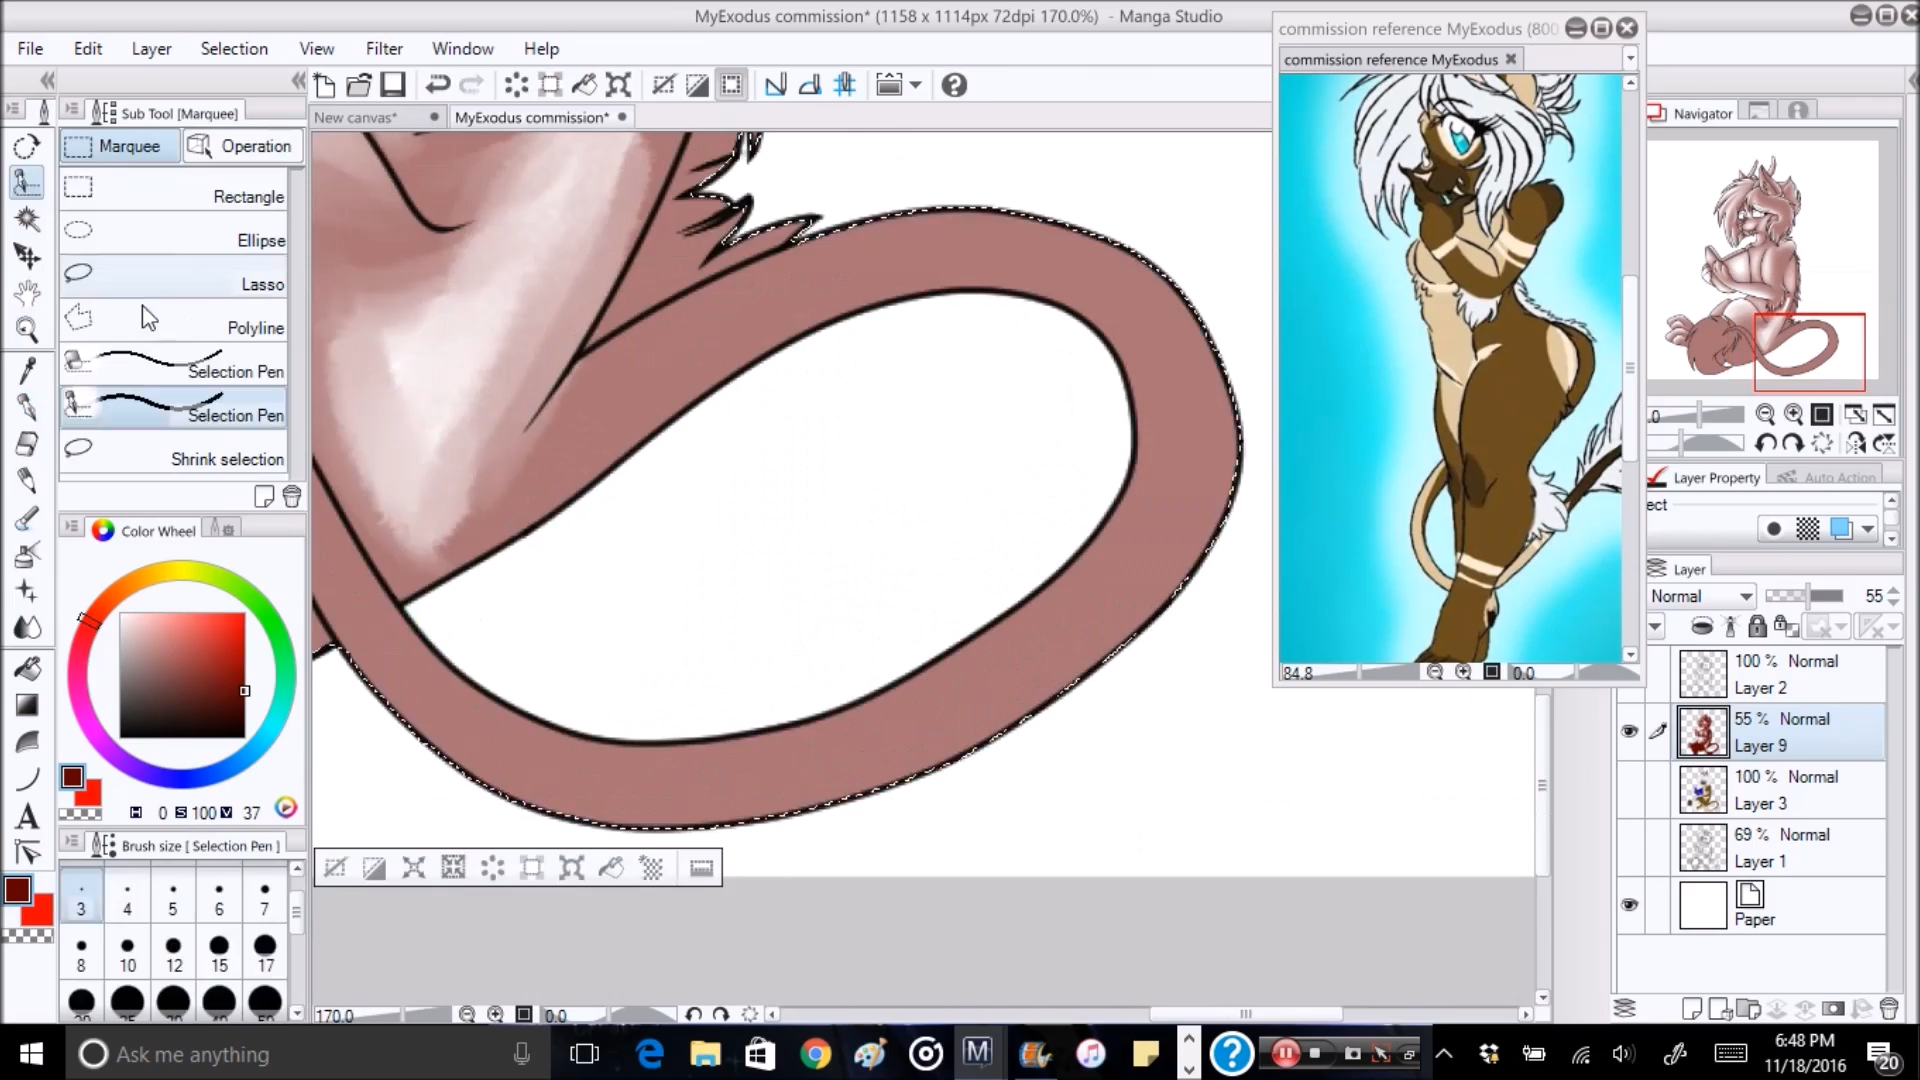 MyExodus commission* (1158 x 1114px 72dpi 170.0%) - Manga Studio
File Edit Layer Selection View Filter Window Help
commission reference MyExodus (800
commission reference MyExodus
Sub Tool [Marquee]
New canvas* MyExodus commission*
Navigator
Marquee Operation
Rectangle
Ellipse
Lasso
Polyline
Selection Pen
Selection Pen
Shrink selection
Layer Property Auto Action
ect
Color Wheel
Layer
Normal 55
100 % Normal
Layer 2
84.8 0.0
55 % Normal
Layer 9
100 % Normal
Layer 3
H 0 S 100 V 37
69 % Normal
Layer 1
Brush size [ Selection Pen ]
3 4 5 6 7
Paper
8 10 12 15 17
170.0 0.0
Ask me anything
M
6:48 PM
11/18/2016
20